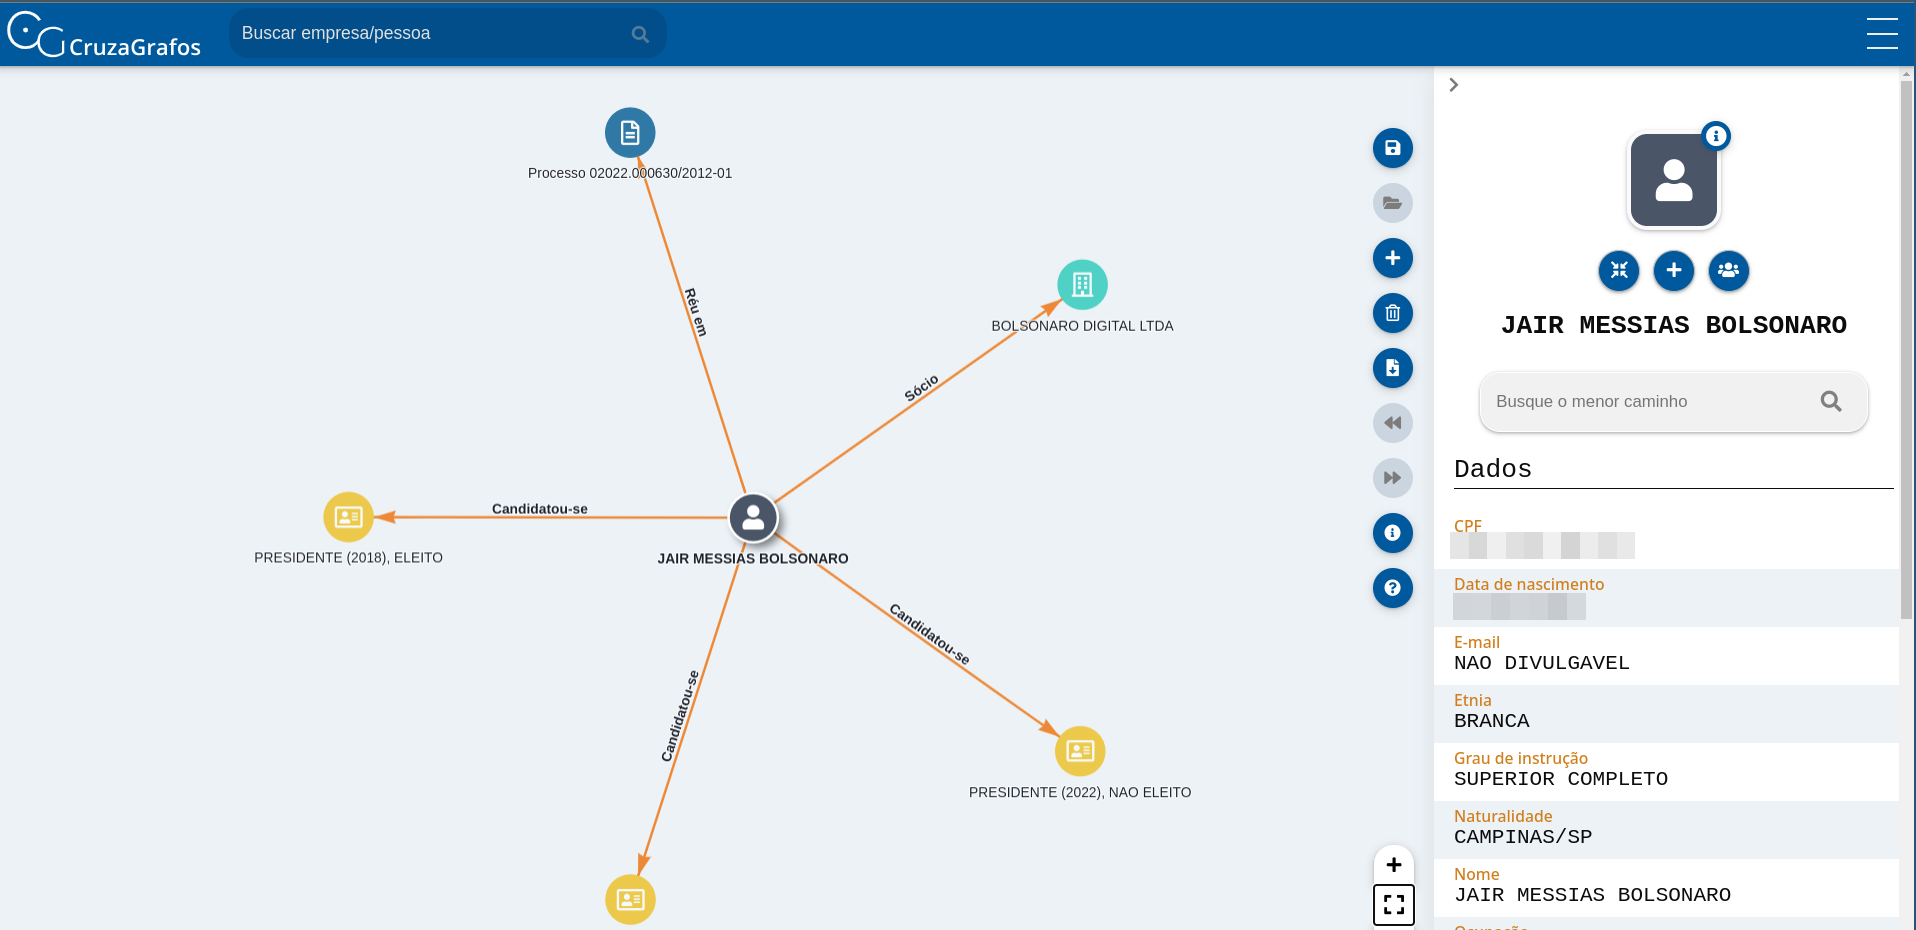 CruzaGrafos
Buscar empresa/pessoa
Processo 02022.000630/2012-01
Réu em
BOLSONARO DIGITAL LTDA
Sócio
Candidatou-se
PRESIDENTE (2018), ELEITO
JAIR MESSIAS BOLSONARO
Candidatou-se
Candidatou-se
PRESIDENTE (2022), NAO ELEITO
JAIR MESSIAS BOLSONARO
Busque o menor caminho
Dados
CPF
Data de nascimento
E-mail
NAO DIVULGAVEL
Etnia
BRANCA
Grau de instrução
SUPERIOR COMPLETO
Naturalidade
CAMPINAS/SP
Nome
JAIR MESSIAS BOLSONARO